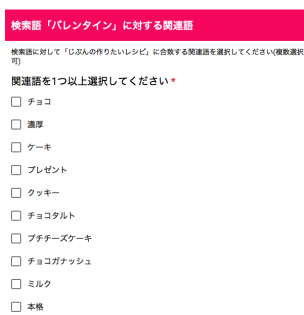 検索語「バレンタイン」に対する関連語
検索語に対して「じぶんの作りたいレシピ」に合致する関連語を選択してください(複数選択
可)
関連語を1つ以上選択してください *
チョコ
濃厚
ケーキ
プレゼント
クッキー
チョコタルト
プチチーズケーキ
チョコガナッシュ
ミルク
本格